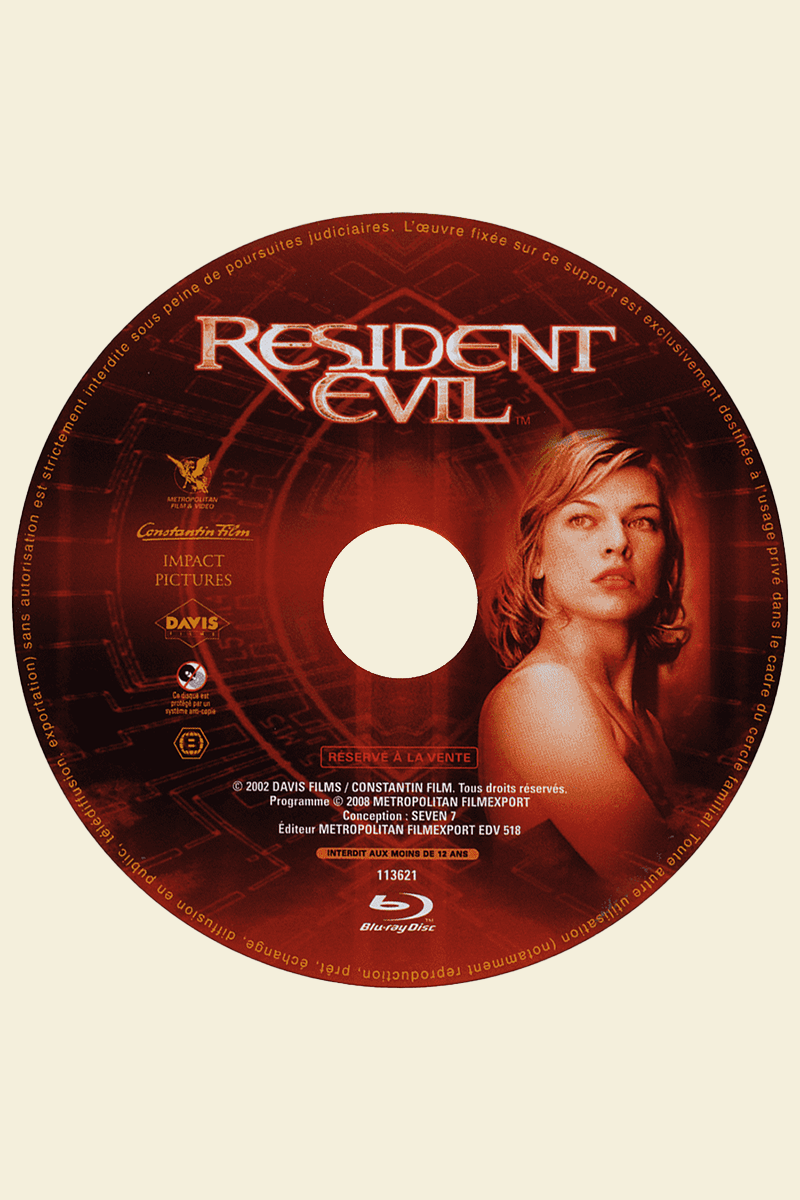 L'œuvre fixée sur ce support est exclusivement destinée à l'usage privé dans le cadre du cercle familial. Toute autre utilisation (notamment reproduction, prêt, échange, diffusion en public, télédiffusion, exportation) sans autorisation est strictement interdite sous peine de poursuites judiciaires.
RESIDENT
EVIL™
METROPOLITAN
FILM & VIDEO
Constantin Film
IMPACT
PICTURES
DAVIS
FILMS
Ce disque est
protégé par un
système anti-copie
B
RÉSERVÉ À LA VENTE
© 2002 DAVIS FILMS / CONSTANTIN FILM. Tous droits réservés.
Programme © 2008 METROPOLITAN FILMEXPORT
Conception : SEVEN 7
Éditeur METROPOLITAN FILMEXPORT EDV 518
INTERDIT AUX MOINS DE 12 ANS
113621
Blu-ray Disc™